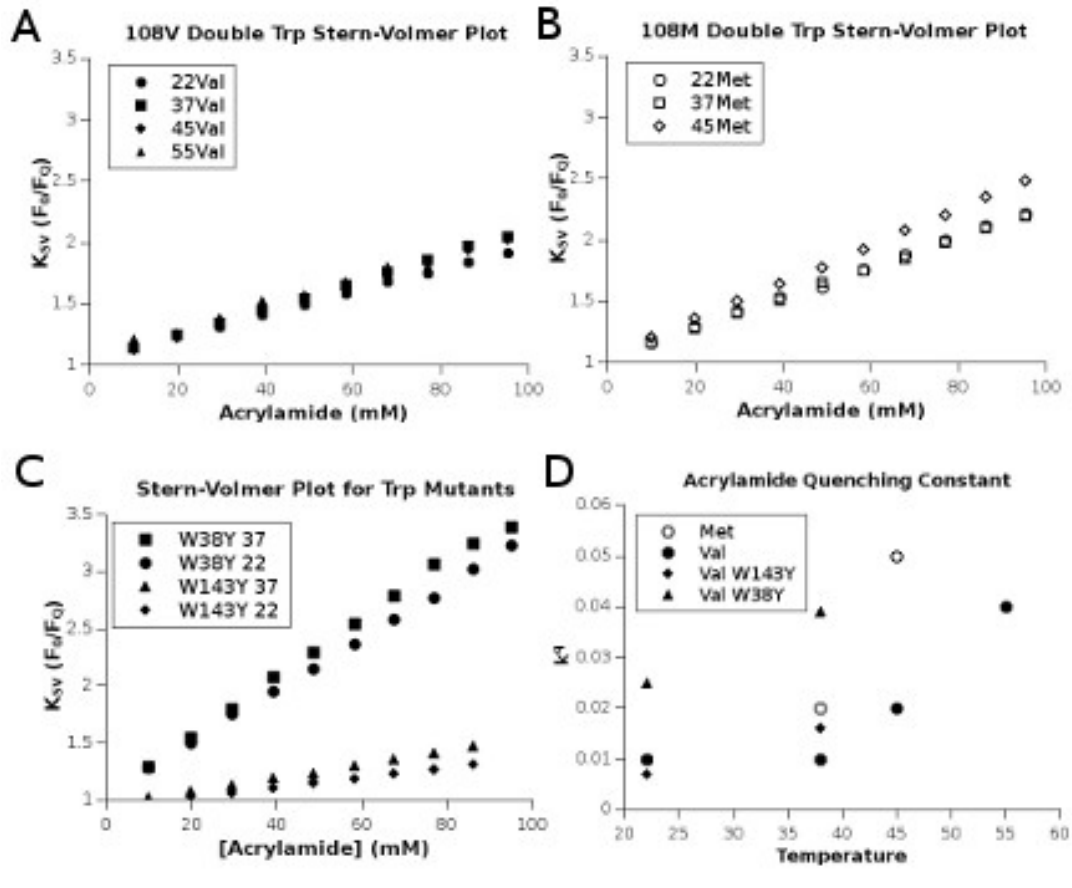 A
108V Double Trp Stern-Volmer Plot
3.5
3
2.5
2
1.5
1
22Val
37Val
45Val
55Val
K_SV (F₀/F_Q)
0 20 40 60 80 100
Acrylamide (mM)
B
108M Double Trp Stern-Volmer Plot
3.5
3
2.5
2
1.5
1
22Met
37Met
45Met
K_SV (F₀/F_Q)
0 20 40 60 80 100
Acrylamide (mM)
C
Stern-Volmer Plot for Trp Mutants
3.5
3
2.5
2
1.5
1
W38Y 37
W38Y 22
W143Y 37
W143Y 22
K_SV (F₀/F_Q)
0 20 40 60 80 100
[Acrylamide] (mM)
D
Acrylamide Quenching Constant
0.06
0.05
0.04
0.03
0.02
0.01
0
Met
Val
Val W143Y
Val W38Y
k^q
20 25 30 35 40 45 50 55 60
Temperature